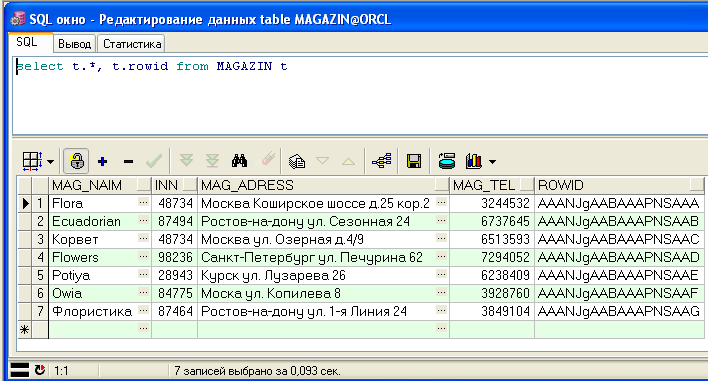 SQL окно - Редактирование данных table MAGAZIN@ORCL
SQL Вывод Статистика
select t.*, t.rowid from MAGAZIN t
MAG_NAIM INN MAG_ADRESS MAG_TEL ROWID
1 Flora 48734 Москва Коширское шоссе д.25 кор.2 3244532 AAANJgAABAAAPNSAAA
2 Ecuadorian 87494 Ростов-на-дону ул. Сезонная 24 6737645 AAANJgAABAAAPNSAAB
3 Корвет 48734 Москва ул. Озерная д.4/9 6513593 AAANJgAABAAAPNSAAC
4 Flowers 98236 Санкт-Петербург ул. Печурина 62 7294052 AAANJgAABAAAPNSAAD
5 Potiya 28943 Курск ул. Лузарева 26 6238409 AAANJgAABAAAPNSAAE
6 Owia 84775 Моска ул. Копилева 8 3928760 AAANJgAABAAAPNSAAF
7 Флористика 87464 Ростов-на-дону ул. 1-я Линия 24 3849104 AAANJgAABAAAPNSAAG
1:1 7 записей выбрано за 0,093 сек.